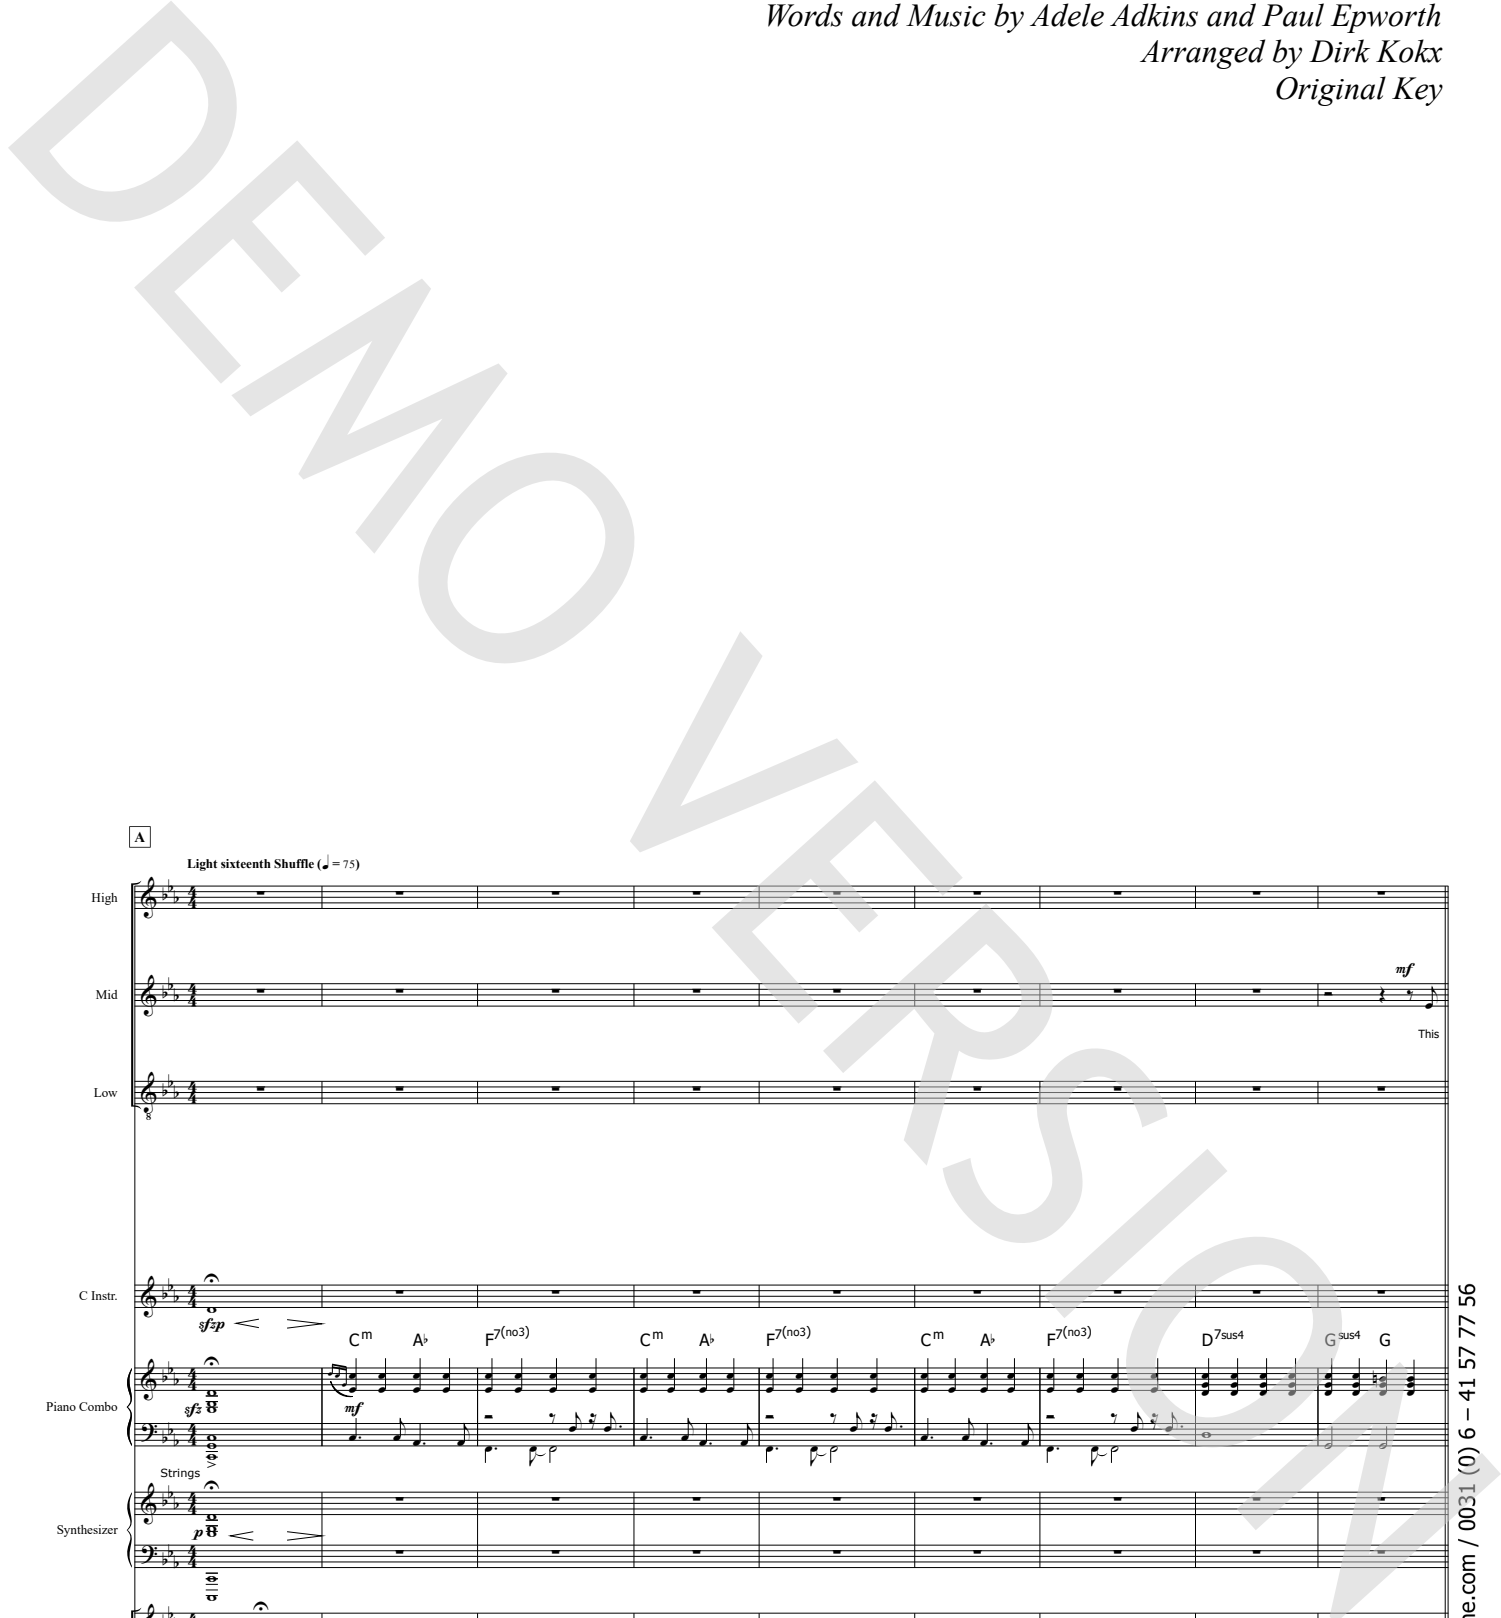 Words and Music by Adele Adkins and Paul Epworth
Arranged by Dirk Kokx
Original Key
DEMO VERSION
A
Light sixteenth Shuffle (♩ = 75)
High
Mid
mf
This
Low
8
C Instr.
sfzp
Cm A♭ F7(no3) Cm A♭ F7(no3) Cm A♭ F7(no3) D7sus4 Gsus4 G
Piano Combo
sfz
mf
Strings
Synthesizer
p
ne.com / 0031 (0) 6 – 41 57 77 56